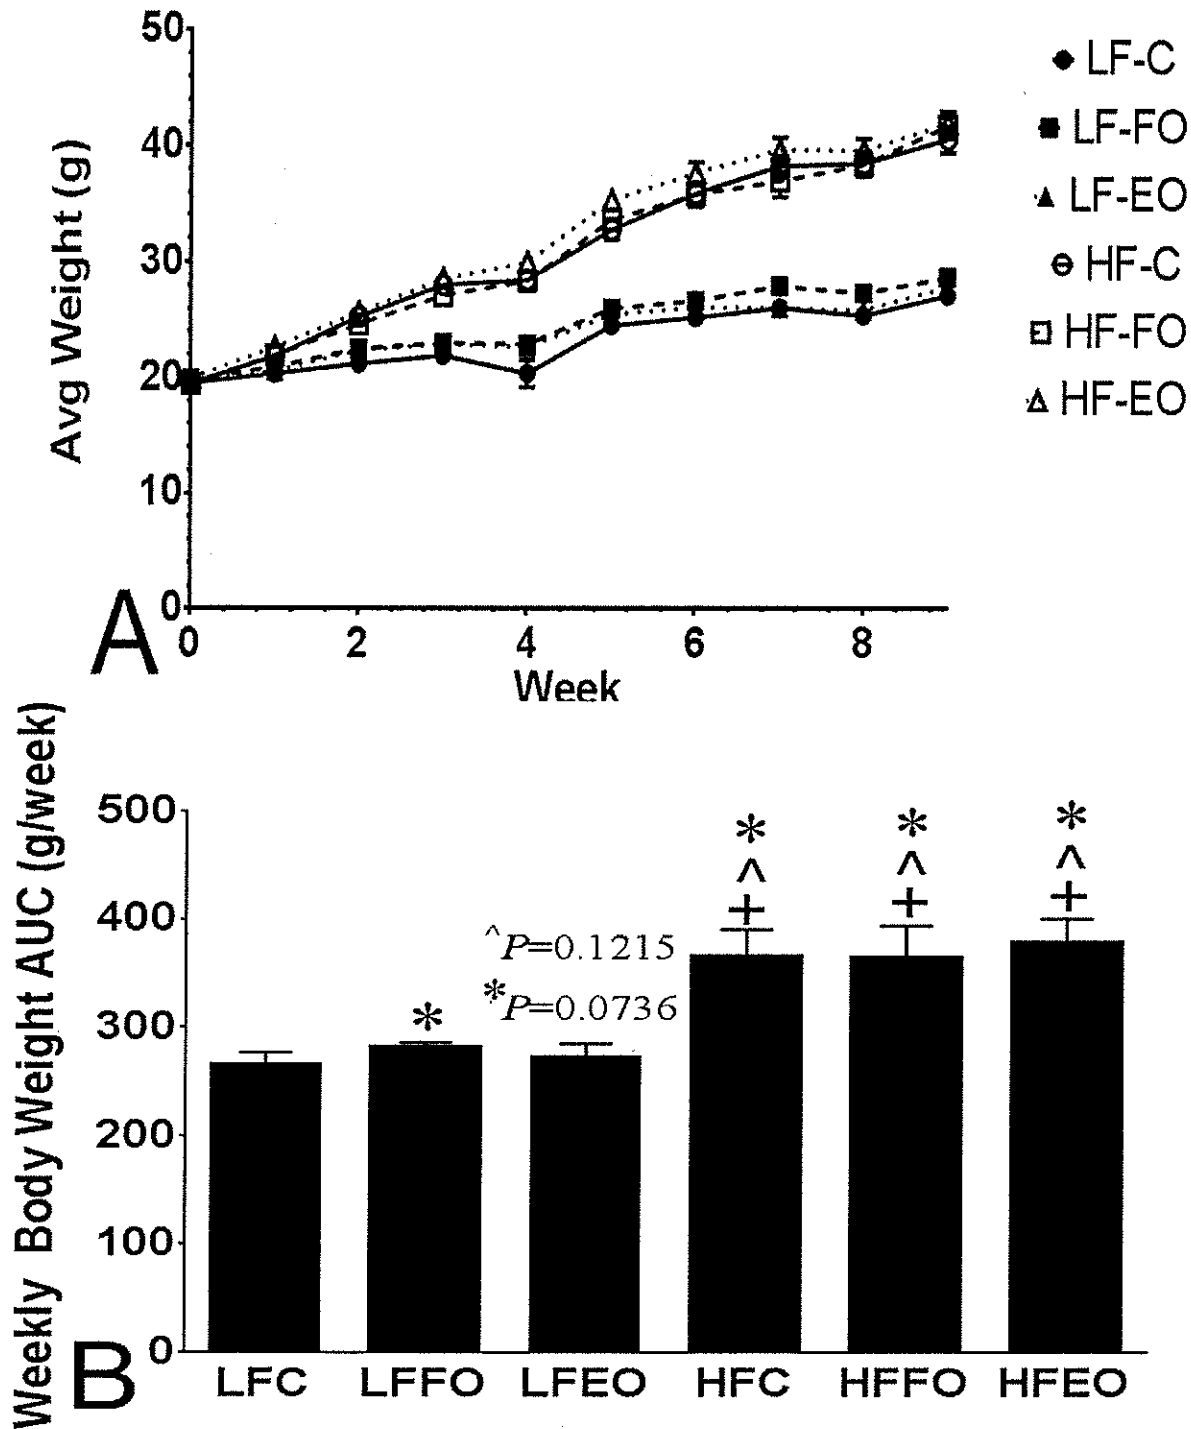 50
40
30
20
10
0
Avg Weight (g)
0 2 4 6 8
Week
LF-C
LF-FO
LF-EO
HF-C
HF-FO
HF-EO
A
Weekly Body Weight AUC (g/week)
500
400
300
200
100
0
*
^P=0.1215
*P=0.0736
* * *
^ ^ ^
+ + +
LFC LFFO LFEO HFC HFFO HFEO
B